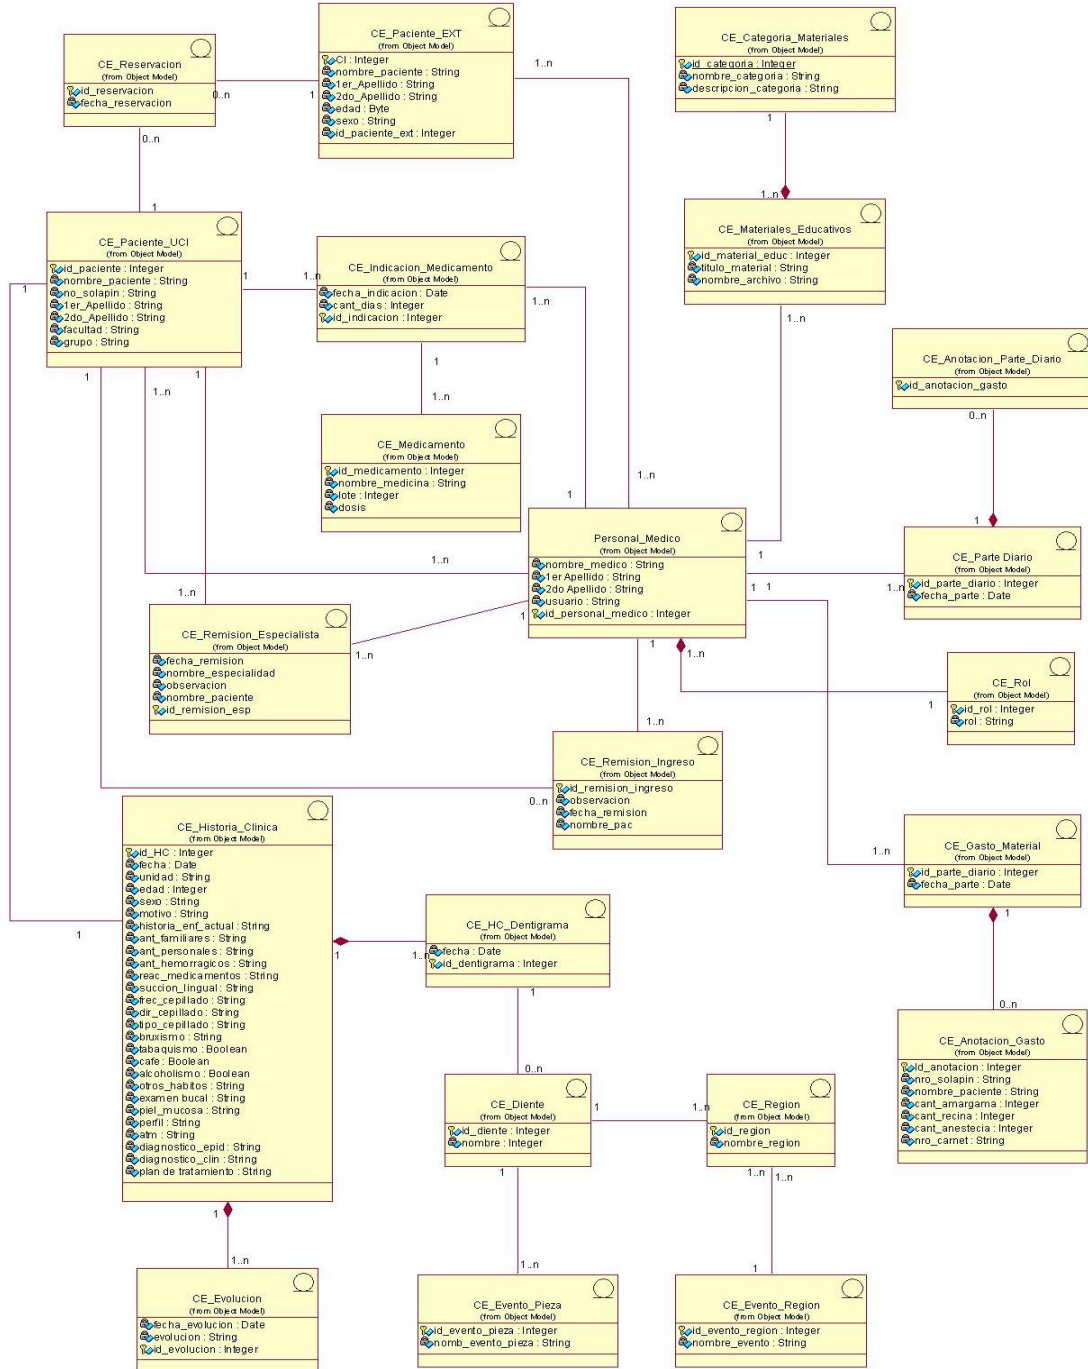 CE_Reservacion
(from Object Model)
id_reservacion
fecha_reservacion
0..n
1
0..n
1
CE_Paciente_EXT
(from Object Model)
CI : Integer
nombre_paciente : String
1er_Apellido : String
2do_Apellido : String
edad : Byte
sexo : String
id_paciente_ext : Integer
1..n
1..n
CE_Categoria_Materiales
(from Object Model)
id_categoria : Integer
nombre_categoria : String
descripcion_categoria : String
1
1..n
CE_Materiales_Educativos
(from Object Model)
id_material_educ : Integer
titulo_material : String
nombre_archivo : String
1..n
1
CE_Paciente_UCI
(from Object Model)
id_paciente : Integer
nombre_paciente : String
no_solapin : String
1er_Apellido : String
2do_Apellido : String
facultad : String
grupo : String
1
1
1..n
1
1
1..n
CE_Indicacion_Medicamento
(from Object Model)
fecha_indicacion : Date
cant_dias : Integer
id_indicacion : Integer
1..n
1
1
1..n
CE_Medicamento
(from Object Model)
id_medicamento : Integer
nombre_medicina : String
lote : Integer
dosis
CE_Anotacion_Parte_Diario
(from Object Model)
id_anotacion_gasto
0..n
1
CE_Parte Diario
(from Object Model)
id_parte_diario : Integer
fecha_parte : Date
1..n
Personal_Medico
(from Object Model)
nombre_medico : String
1er Apellido : String
2do Apellido : String
usuario : String
id_personal_medico : Integer
1
1
1..n
1
1
1..n
1..n
1..n
CE_Remision_Especialista
(from Object Model)
fecha_remision
nombre_especialidad
observacion
nombre_paciente
id_remision_esp
1..n
CE_Rol
(from Object Model)
id_rol : Integer
rol : String
1
CE_Remision_Ingreso
(from Object Model)
id_remision_ingreso
observacion
fecha_remision
nombre_pac
0..n
CE_Historia_Clinica
(from Object Model)
id_HC : Integer
fecha : Date
unidad : String
edad : Integer
sexo : String
motivo : String
historia_enf_actual : String
ant_familiares : String
ant_personales : String
ant_hemorragicos : String
reac_medicamentos : String
succion_lingual : String
frec_cepillado : String
dir_cepillado : String
tipo_cepillado : String
bruxismo : String
tabaquismo : Boolean
cafe : Boolean
alcoholismo : Boolean
otros_habitos : String
examen bucal : String
piel_mucosa : String
perfil : String
atm : String
diagnostico_epid : String
diagnostico_clin : String
plan de tratamiento : String
1
1
1..n
1
1..n
CE_Gasto_Material
(from Object Model)
id_parte_diario : Integer
fecha_parte : Date
1..n
1
0..n
CE_HC_Dentigrama
(from Object Model)
fecha : Date
id_dentigrama : Integer
1
0..n
CE_Anotacion_Gasto
(from Object Model)
Id_anotacion : Integer
nro_solapin : String
nombre_paciente : String
cant_amargama : Integer
cant_recina : Integer
cant_anestecia : Integer
nro_carnet : String
CE_Diente
(from Object Model)
id_diente : Integer
nombre : Integer
1
1..n
1
1..n
CE_Region
(from Object Model)
id_region
nombre_region
1..n
1..n
1
CE_Evolucion
(from Object Model)
fecha_evolucion : Date
evolucion : String
id_evolucion : Integer
CE_Evento_Pieza
(from Object Model)
id_evento_pieza : Integer
nomb_evento_pieza : String
CE_Evento_Region
(from Object Model)
id_evento_region : Integer
nombre_evento : String